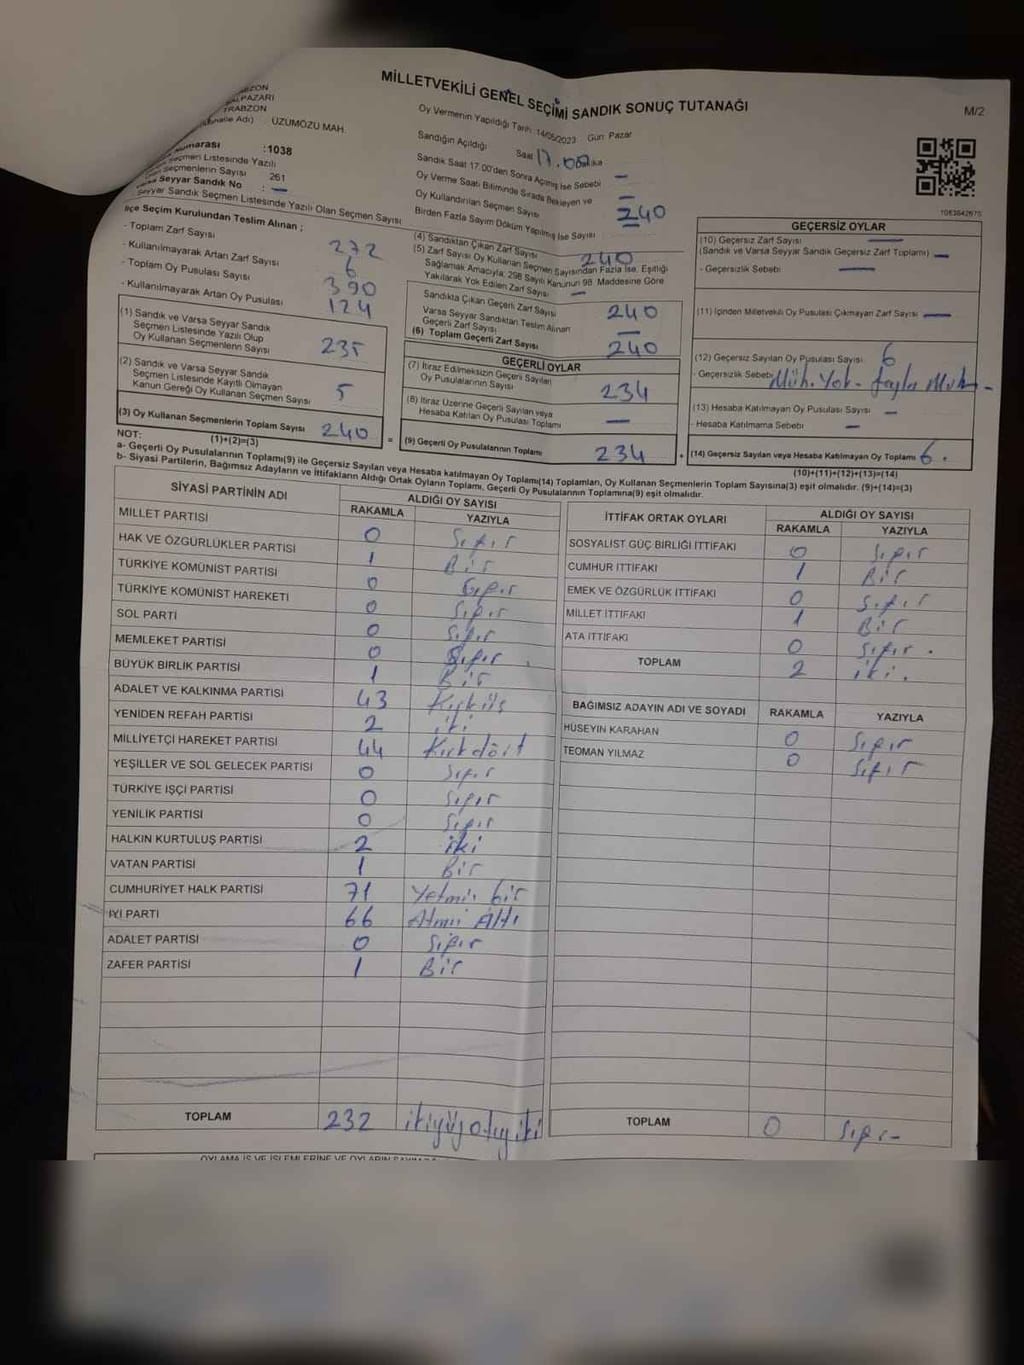 MİLLETVEKİLİ GENEL SEÇİMİ SANDIK SONUÇ TUTANAĞI
M/2
TRABZON
ÜZÜMÖZÜ MAH.
:1038
Seçmen Listesinde Yazılı
Seçmenlerin Sayısı 261
Varsa Seyyar Sandık No : —
Seyyar Sandık Seçmen Listesinde Yazılı Olan Seçmen Sayısı
Oy Vermenin Yapıldığı Tarih: 14/05/2023 Gün Pazar
Sandığın Açıldığı Saat 17.00
Sandık Saat 17:00'den Sonra Açılmış İse Sebebi —
Oy Verme Saati Bitiminde Sırada Bekleyen ve —
Oy Kullandırılan Seçmen Sayısı
Birden Fazla Sayım Döküm Yapılmış İse Sayısı
240
1063842670
İlçe Seçim Kurulundan Teslim Alınan ;
- Toplam Zarf Sayısı 272
- Kullanılmayarak Artan Zarf Sayısı 6
- Toplam Oy Pusulası Sayısı 390
- Kullanılmayarak Artan Oy Pusulası 124
(1) Sandık ve Varsa Seyyar Sandık
Seçmen Listesinde Yazılı Olup
Oy Kullanan Seçmenlerin Sayısı 235
(2) Sandık ve Varsa Seyyar Sandık
Seçmen Listesinde Kayıtlı Olmayan
Kanun Gereği Oy Kullanan Seçmen Sayısı 5
(3) Oy Kullanan Seçmenlerin Toplam Sayısı 240
(1)+(2)=(3)
(4) Sandıktan Çıkan Zarf Sayısı 240
(5) Zarf Sayısı Oy Kullanan Seçmen Sayısından Fazla İse, Eşitliği
Sağlamak Amacıyla; 298 Sayılı Kanunun 98. Maddesine Göre
Yakılarak Yok Edilen Zarf Sayısı —
Sandıkta Çıkan Geçerli Zarf Sayısı 240
Varsa Seyyar Sandıktan Teslim Alınan
Geçerli Zarf Sayısı —
(6) Toplam Geçerli Zarf Sayısı 240
GEÇERLİ OYLAR
(7) İtiraz Edilmeksizin Geçerli Sayılan
Oy Pusulalarının Sayısı 234
(8) İtiraz Üzerine Geçerli Sayılan veya
Hesaba Katılan Oy Pusulası Toplamı —
= (9) Geçerli Oy Pusulalarının Toplamı 234 +
GEÇERSİZ OYLAR
(10) Geçersiz Zarf Sayısı —
(Sandık ve Varsa Seyyar Sandık Geçersiz Zarf Toplamı) —
- Geçersizlik Sebebi —
(11) İçinden Milletvekili Oy Pusulası Çıkmayan Zarf Sayısı —
(12) Geçersiz Sayılan Oy Pusulası Sayısı 6
- Geçersizlik Sebebi Müh. Yok -
(13) Hesaba Katılmayan Oy Pusulası Sayısı —
- Hesaba Katılmama Sebebi —
(14) Geçersiz Sayılan veya Hesaba Katılmayan Oy Toplamı 6.
(10)+(11)+(12)+(13)=(14)
NOT:
a- Geçerli Oy Pusulalarının Toplamı(9) ile Geçersiz Sayılan veya Hesaba katılmayan Oy Toplamı(14) Toplamları, Oy Kullanan Seçmenlerin Toplam Sayısına(3) eşit olmalıdır. (9)+(14)=(3)
b- Siyasi Partilerin, Bağımsız Adayların ve İttifakların Aldığı Ortak Oyların Toplamı, Geçerli Oy Pusulalarının Toplamına(9) eşit olmalıdır.
SİYASİ PARTİNİN ADI ALDIĞI OY SAYISI
RAKAMLA YAZIYLA
MİLLET PARTİSİ 0 Sıfır
HAK VE ÖZGÜRLÜKLER PARTİSİ 1 Bir
TÜRKİYE KOMÜNİST PARTİSİ 0 Sıfır
TÜRKİYE KOMÜNİST HAREKETİ 0 Sıfır
SOL PARTİ 0 Sıfır
MEMLEKET PARTİSİ 0 Sıfır
BÜYÜK BİRLİK PARTİSİ 1 Bir
ADALET VE KALKINMA PARTİSİ 43 Kırküç
YENİDEN REFAH PARTİSİ 2 iki
MİLLİYETÇİ HAREKET PARTİSİ 44 Kırkdört
YEŞİLLER VE SOL GELECEK PARTİSİ 0 Sıfır
TÜRKİYE İŞÇİ PARTİSİ 0 Sıfır
YENİLİK PARTİSİ 0 Sıfır
HALKIN KURTULUŞ PARTİSİ 2 iki
VATAN PARTİSİ 1 Bir
CUMHURİYET HALK PARTİSİ 71 Yetmiş bir
İYİ PARTİ 66 Atmış Altı
ADALET PARTİSİ 0 Sıfır
ZAFER PARTİSİ 1 Bir
TOPLAM 232 ikiyüzotuziki
İTTİFAK ORTAK OYLARI ALDIĞI OY SAYISI
RAKAMLA YAZIYLA
SOSYALİST GÜÇ BİRLİĞİ İTTİFAKI 0 Sıfır
CUMHUR İTTİFAKI 1 Bir
EMEK VE ÖZGÜRLÜK İTTİFAKI 0 Sıfır
MİLLET İTTİFAKI 1 Bir
ATA İTTİFAKI 0 Sıfır.
TOPLAM 2 iki.
BAĞIMSIZ ADAYIN ADI VE SOYADI RAKAMLA YAZIYLA
HÜSEYİN KARAHAN 0 Sıfır
TEOMAN YILMAZ 0 Sıfır
TOPLAM 0 Sıfır-